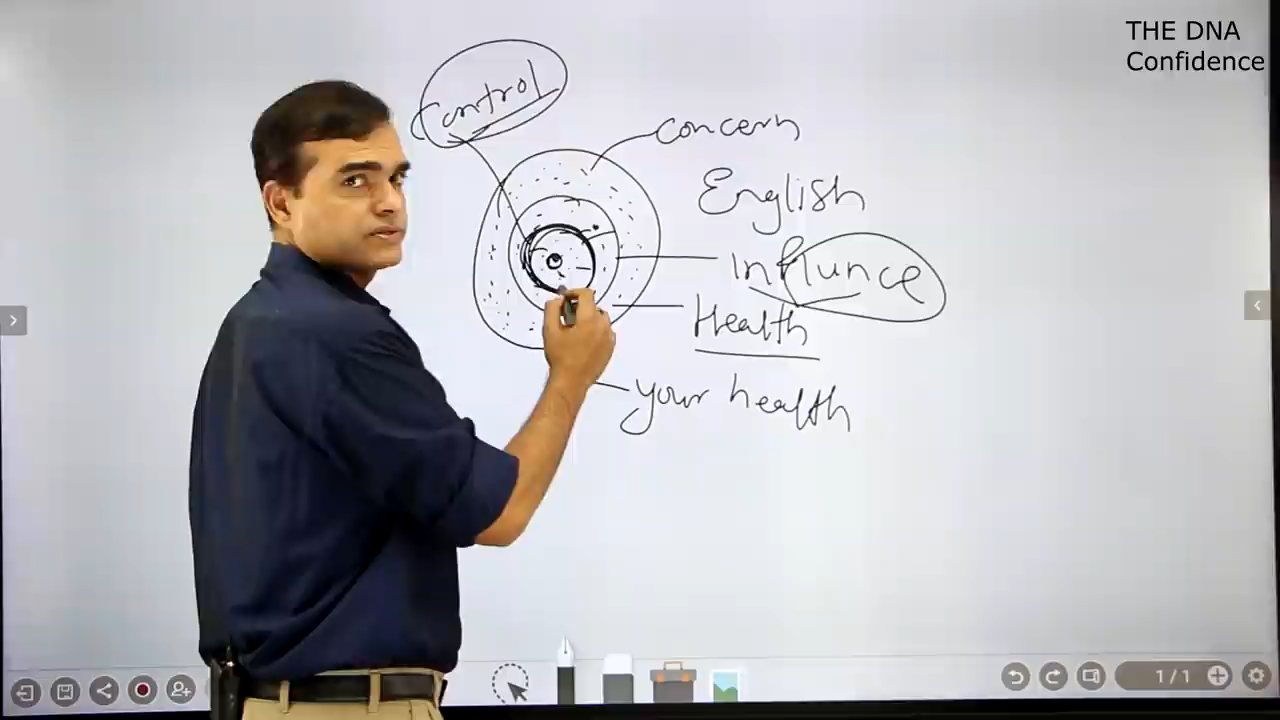 THE DNA
Confidence
Control
concern
English
influnce
Health
your health
1/1